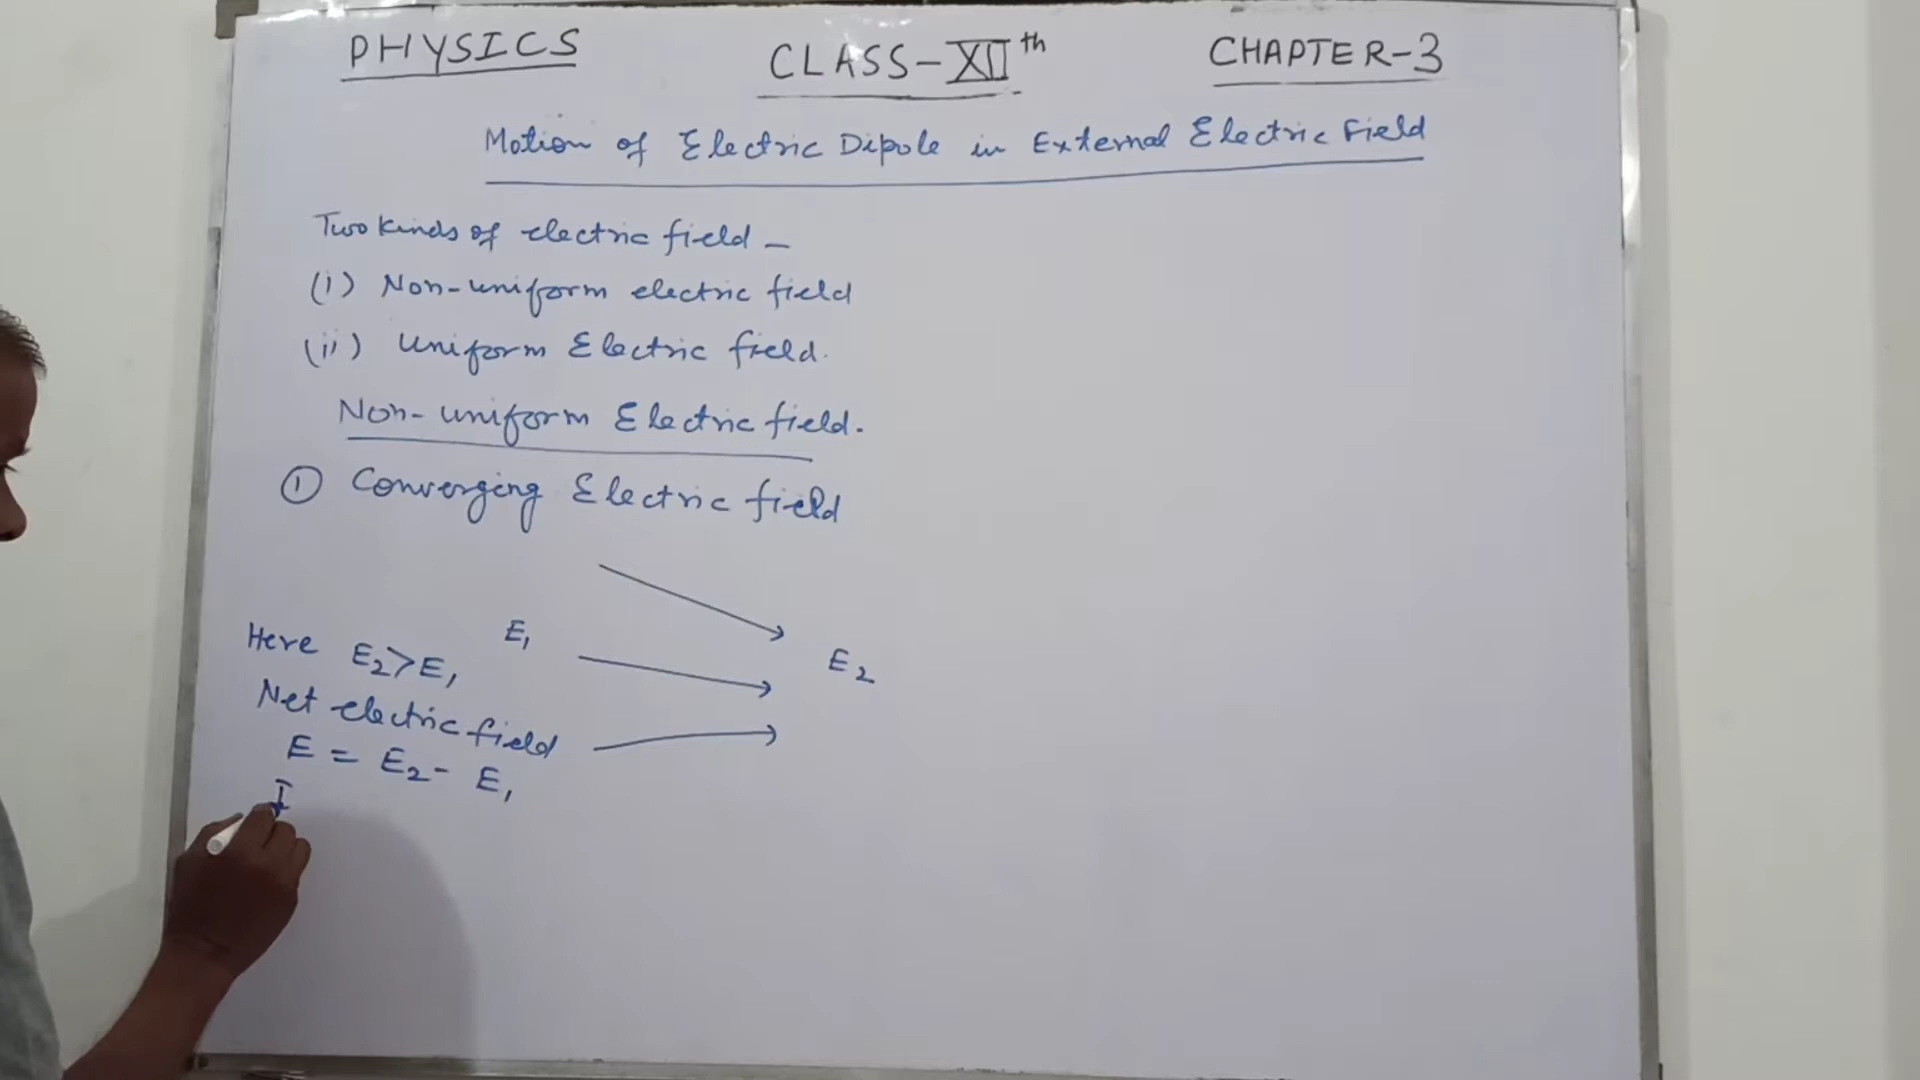 PHYSICS CLASS-XIIth CHAPTER-3
Motion of Electric Dipole in External Electric Field
Two Kinds of electric field -
(i) Non-uniform electric field
(ii) Uniform Electric field.
Non-uniform Electric field.
① Converging Electric field
E₁
E₂
Here E₂>E₁
Net electric field
E = E₂- E₁
I